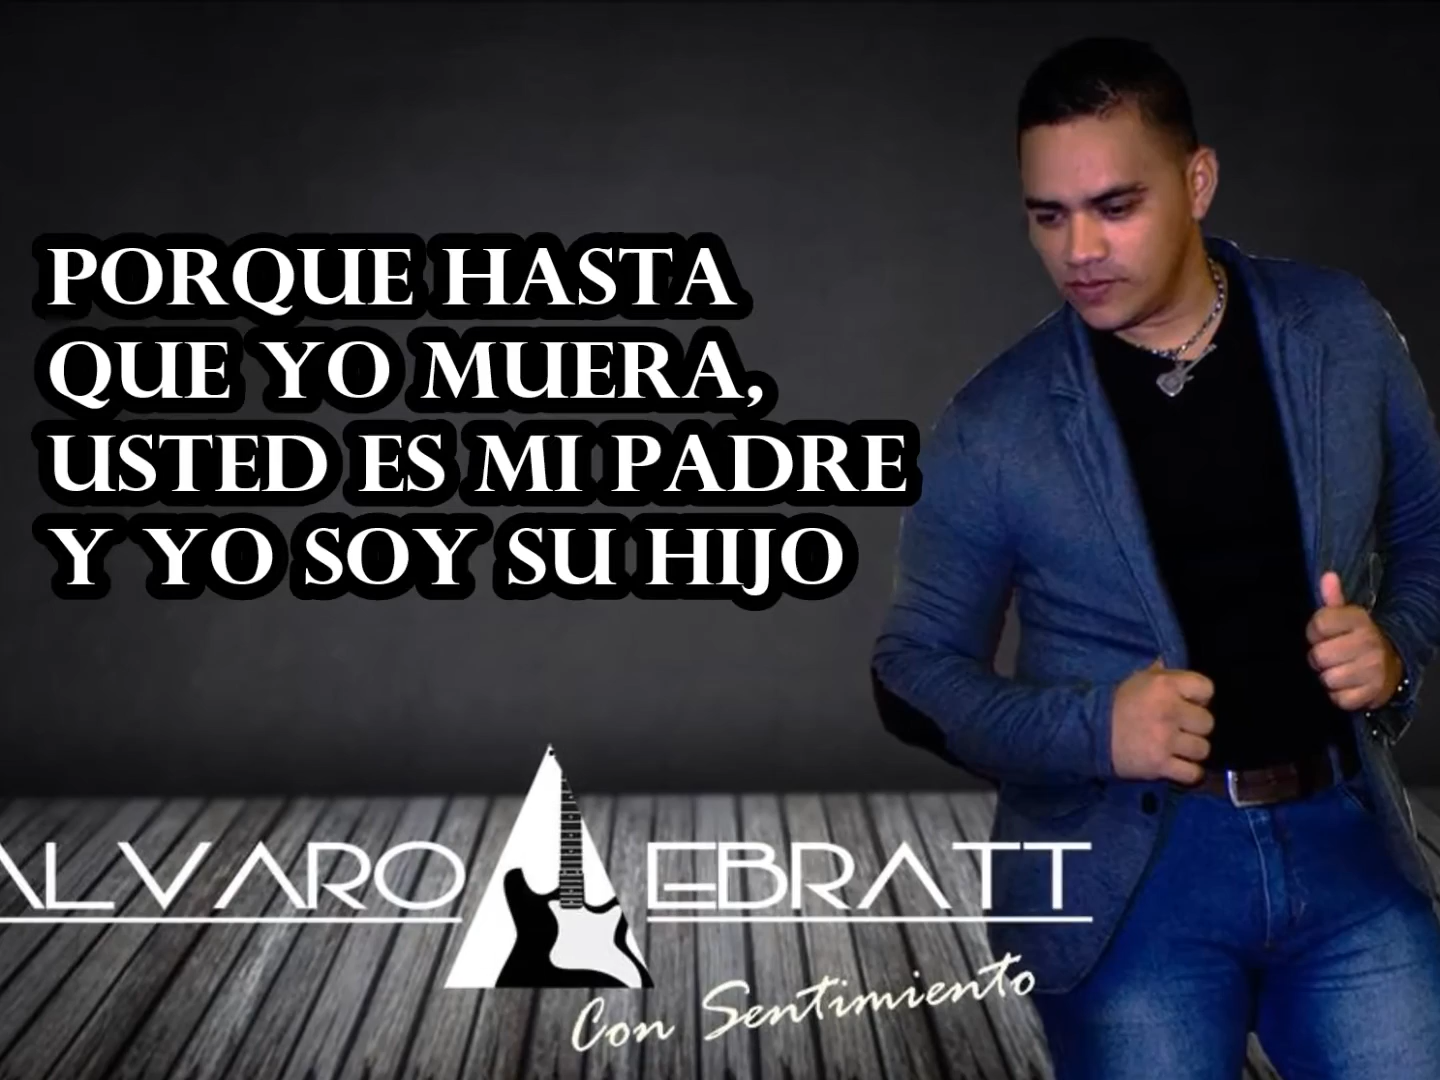 PORQUE HASTA
QUE YO MUERA,
USTED ES MI PADRE
Y YO SOY SU HIJO
ALVARO EBRATT
Con Sentimiento